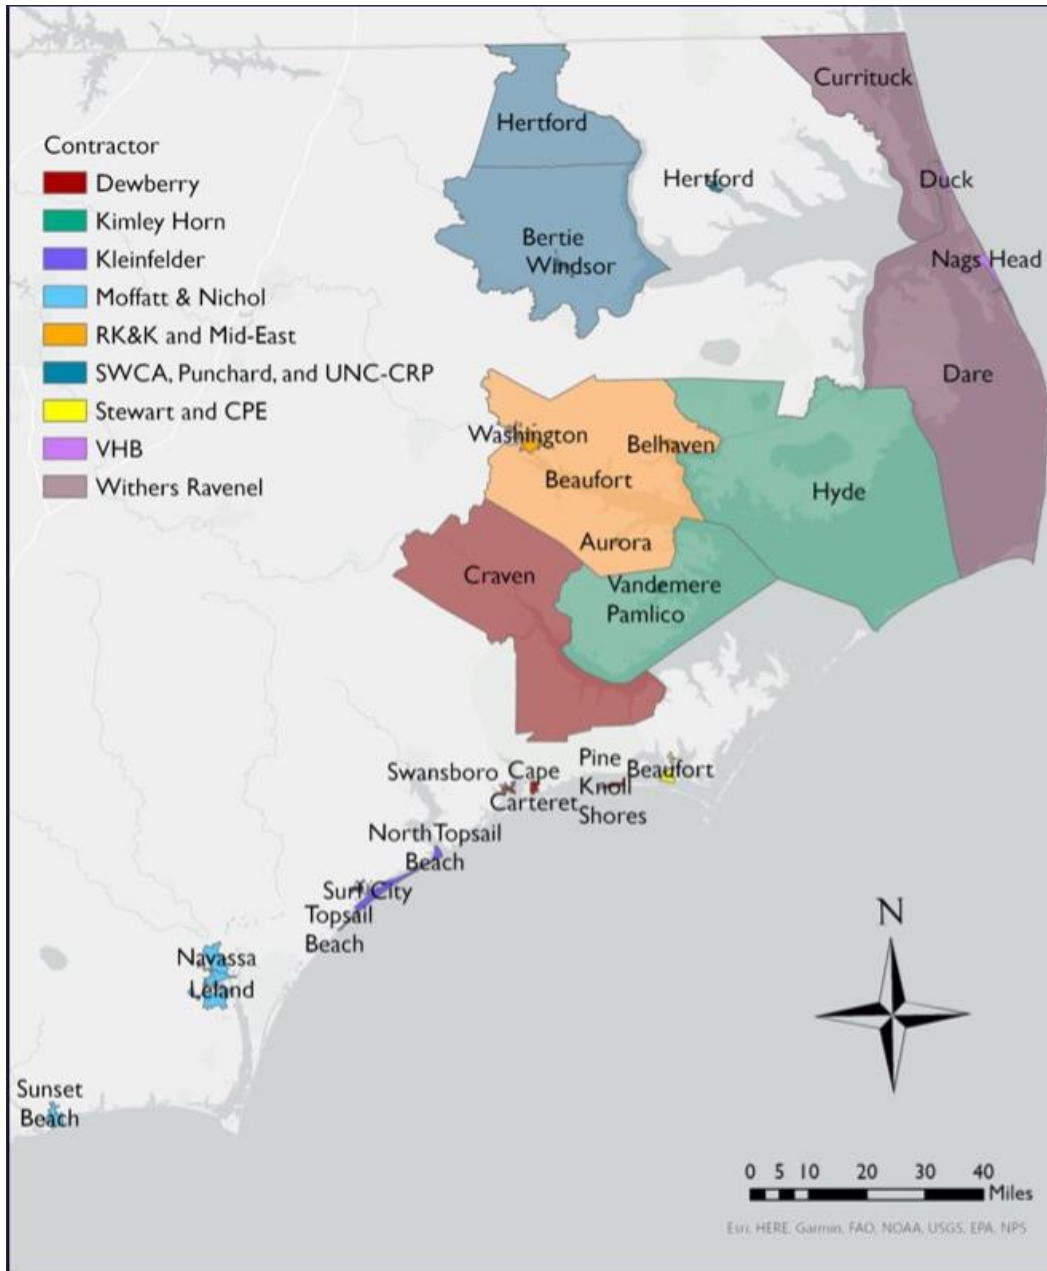 Contractor
Dewberry
Kimley Horn
Kleinfelder
Moffatt & Nichol
RK&K and Mid-East
SWCA, Punchard, and UNC-CRP
Stewart and CPE
VHB
Withers Ravenel
Currituck
Hertford
Hertford
Duck
Bertie
Windsor
Nags Head
Dare
Washington
Belhaven
Beaufort
Hyde
Aurora
Craven
Vandemere
Pamlico
Swansboro
Cape
Carteret
Pine
Knoll
Shores
Beaufort
North Topsail
Beach
Surf City
Topsail
Beach
Navassa
Leland
Sunset
Beach
N
0 5 10 20 30 40
Miles
Esri, HERE, Garmin, FAO, NOAA, USGS, EPA, NPS